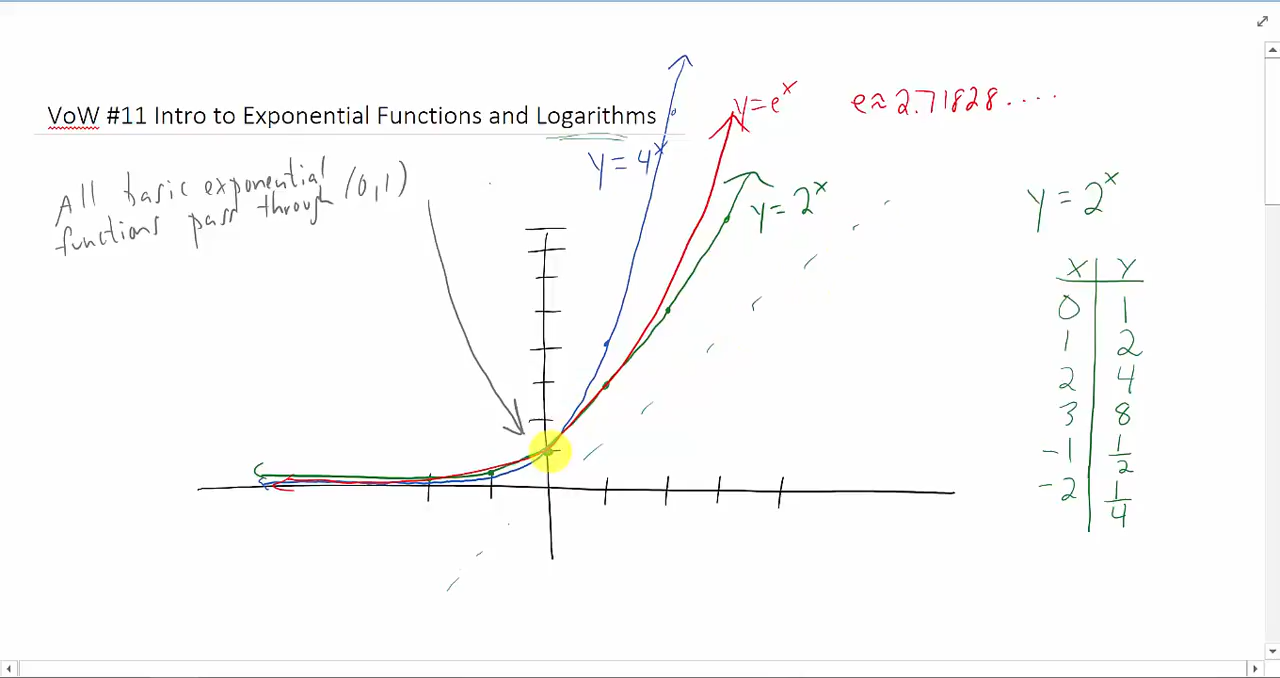 VoW #11 Intro to Exponential Functions and Logarithms
y=e^x
e≈2.71828....
y=4^x
All basic exponential
functions pass through (0,1)
y=2^x
y=2^x
X Y
0 1
1 2
2 4
3 8
-1 1/2
-2 1/4